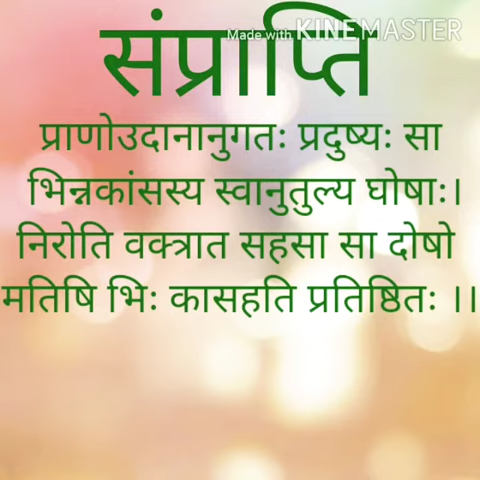 Made with KINEMASTER
संप्राप्ति
प्राणोउदानानुगतः प्रदुष्यः सा
भिन्नकांसस्य स्वानुतुल्य घोषाः।
निरोति वक्त्रात सहसा सा दोषो
मतिषि भिः कासहति प्रतिष्ठितः ।।